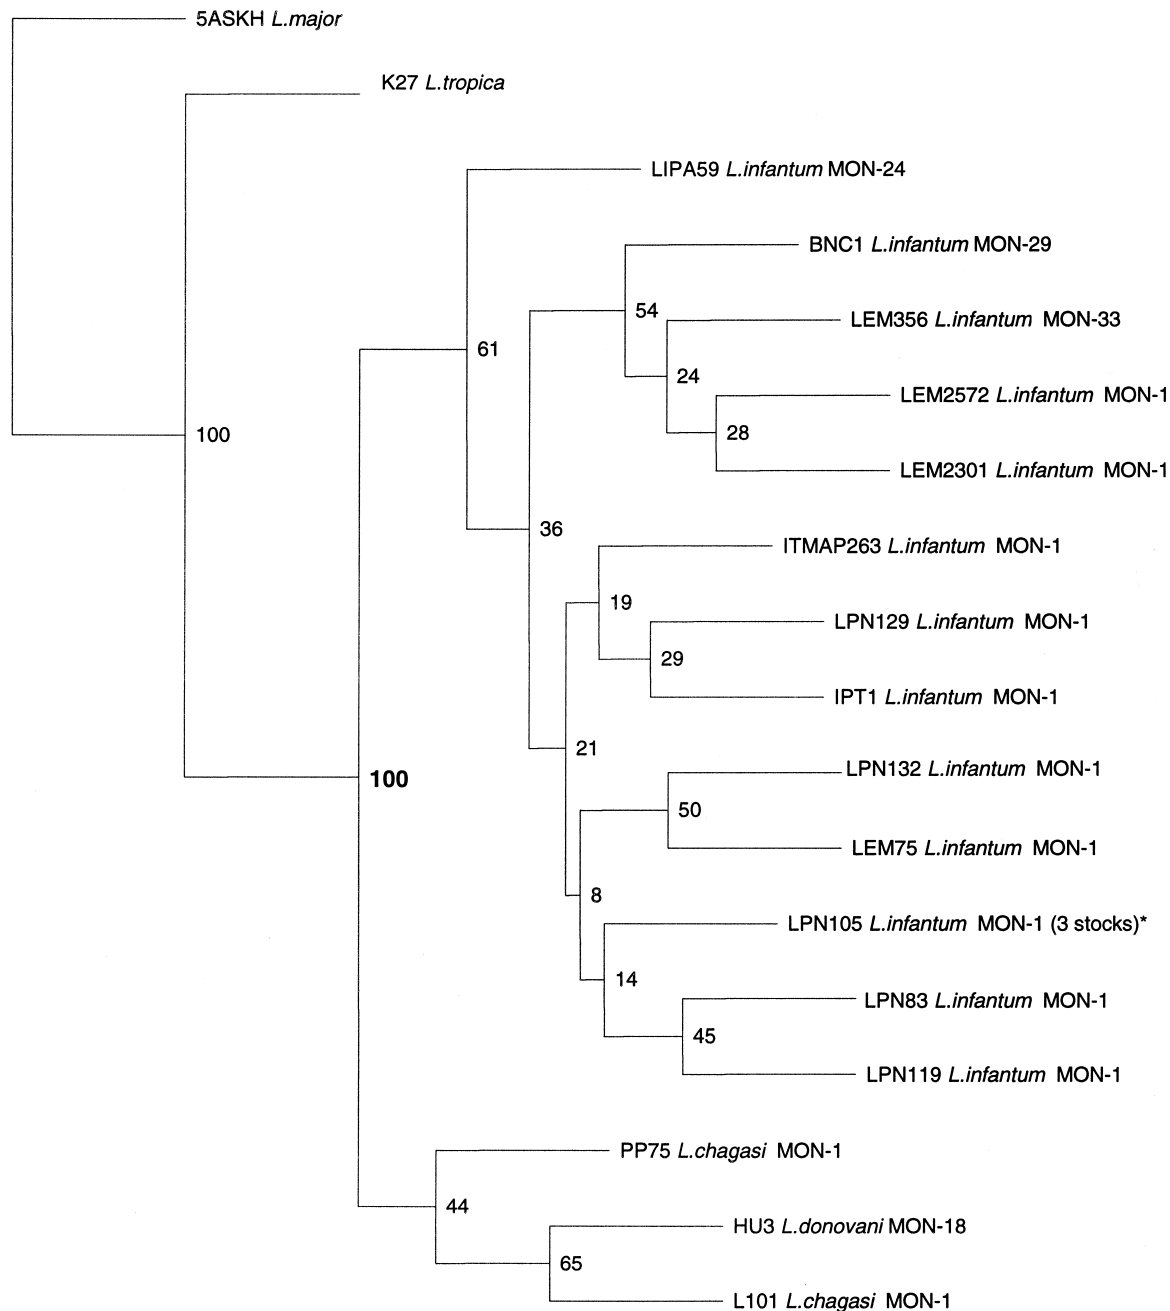 5ASKH L.major
K27 L.tropica
LIPA59 L.infantum MON-24
BNC1 L.infantum MON-29
54
LEM356 L.infantum MON-33
61
24
LEM2572 L.infantum MON-1
100
28
LEM2301 L.infantum MON-1
36
ITMAP263 L.infantum MON-1
19
LPN129 L.infantum MON-1
29
IPT1 L.infantum MON-1
21
100
LPN132 L.infantum MON-1
50
LEM75 L.infantum MON-1
8
LPN105 L.infantum MON-1 (3 stocks)*
14
LPN83 L.infantum MON-1
45
LPN119 L.infantum MON-1
PP75 L.chagasi MON-1
44
HU3 L.donovani MON-18
65
L101 L.chagasi MON-1